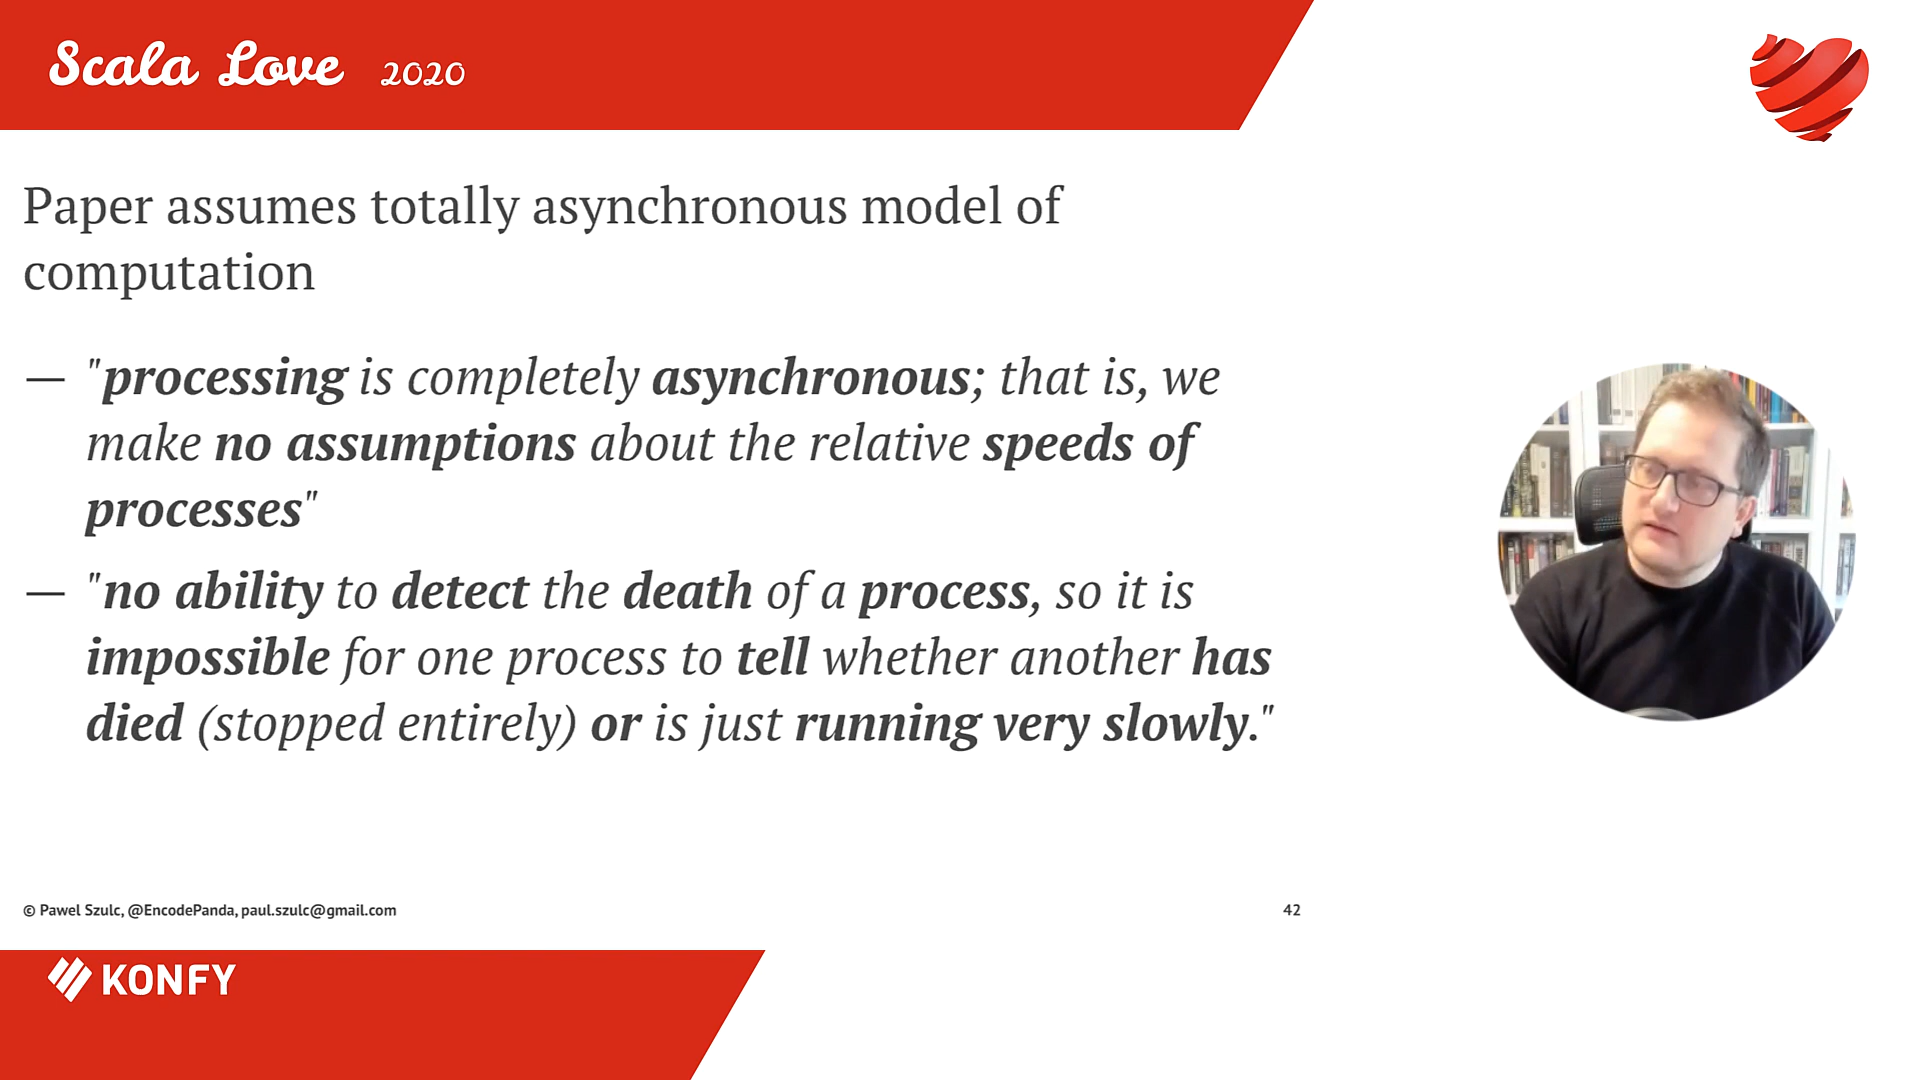 Scala Love 2020
Paper assumes totally asynchronous model of
computation
— "processing is completely asynchronous; that is, we
make no assumptions about the relative speeds of
processes"
— "no ability to detect the death of a process, so it is
impossible for one process to tell whether another has
died (stopped entirely) or is just running very slowly."
© Pawel Szulc, @EncodePanda, paul.szulc@gmail.com
42
KONFY